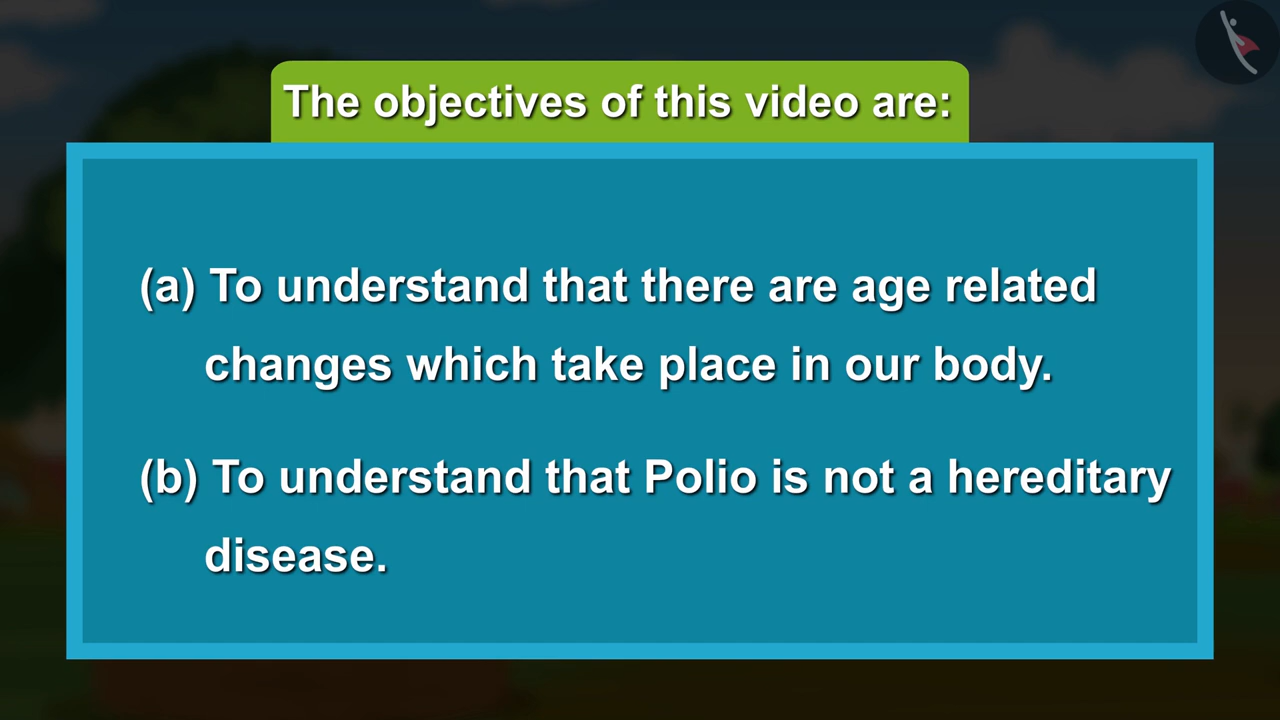 The objectives of this video are:
(a) To understand that there are age related
changes which take place in our body.
(b) To understand that Polio is not a hereditary
disease.